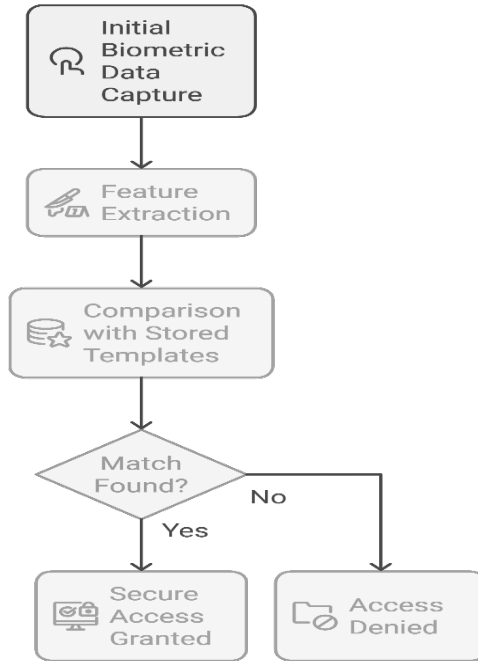 Initial
Biometric
Data
Capture
Feature
Extraction
Comparison
with Stored
Templates
Match
Found?
No
Yes
Secure
Access
Granted
Access
Denied